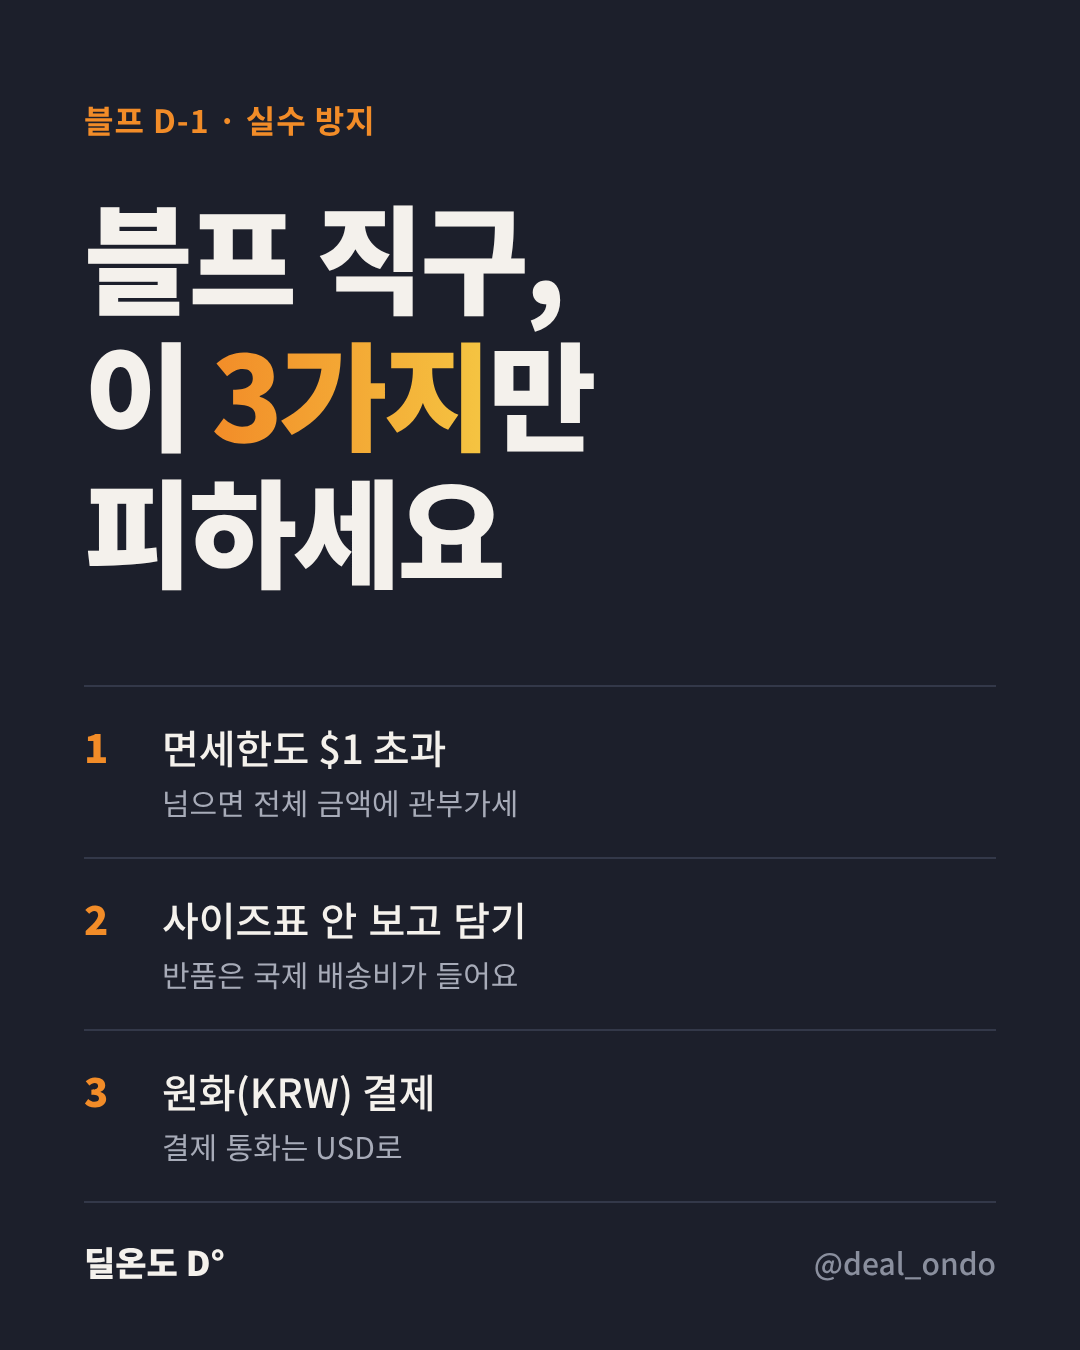 블프 D-1 · 실수 방지
블프 직구,
이 3가지만
피하세요
1 면세한도 $1 초과
넘으면 전체 금액에 관부가세
2 사이즈표 안 보고 담기
반품은 국제 배송비가 들어요
3 원화(KRW) 결제
결제 통화는 USD로
딜온도 D° @deal_ondo